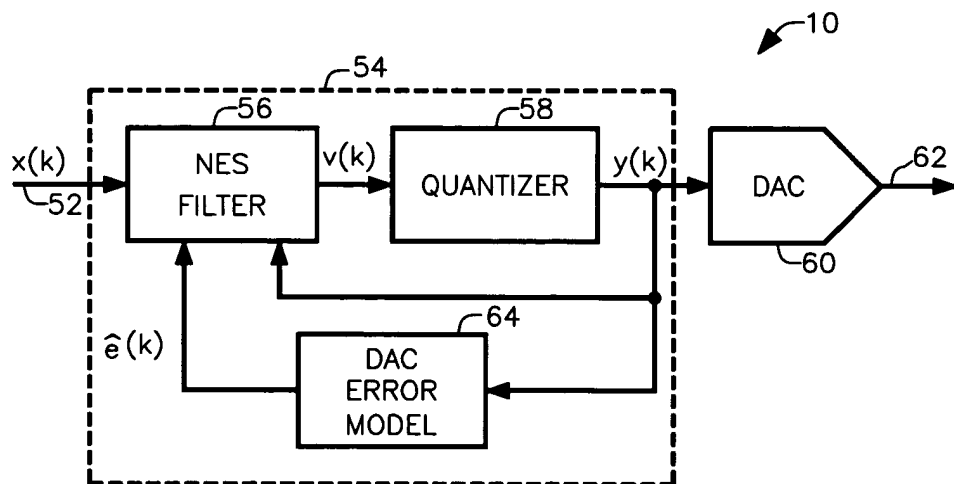 10
54
56
58
x(k)
NES
FILTER
v(k)
QUANTIZER
y(k)
DAC
62
52
60
64
ê(k)
DAC
ERROR
MODEL